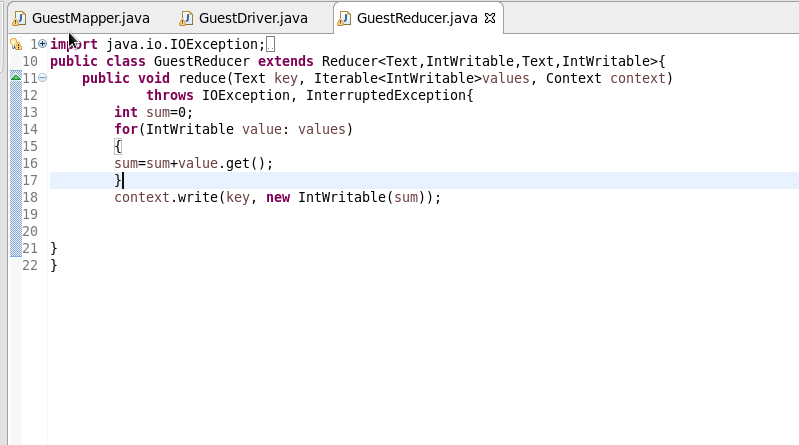 GuestMapper.java GuestDriver.java GuestReducer.java
1 import java.io.IOException;
10 public class GuestReducer extends Reducer<Text,IntWritable,Text,IntWritable>{
11 public void reduce(Text key, Iterable<IntWritable>values, Context context)
12 throws IOException, InterruptedException{
13 int sum=0;
14 for(IntWritable value: values)
15 {
16 sum=sum+value.get();
17 }
18 context.write(key, new IntWritable(sum));
19
20
21 }
22 }